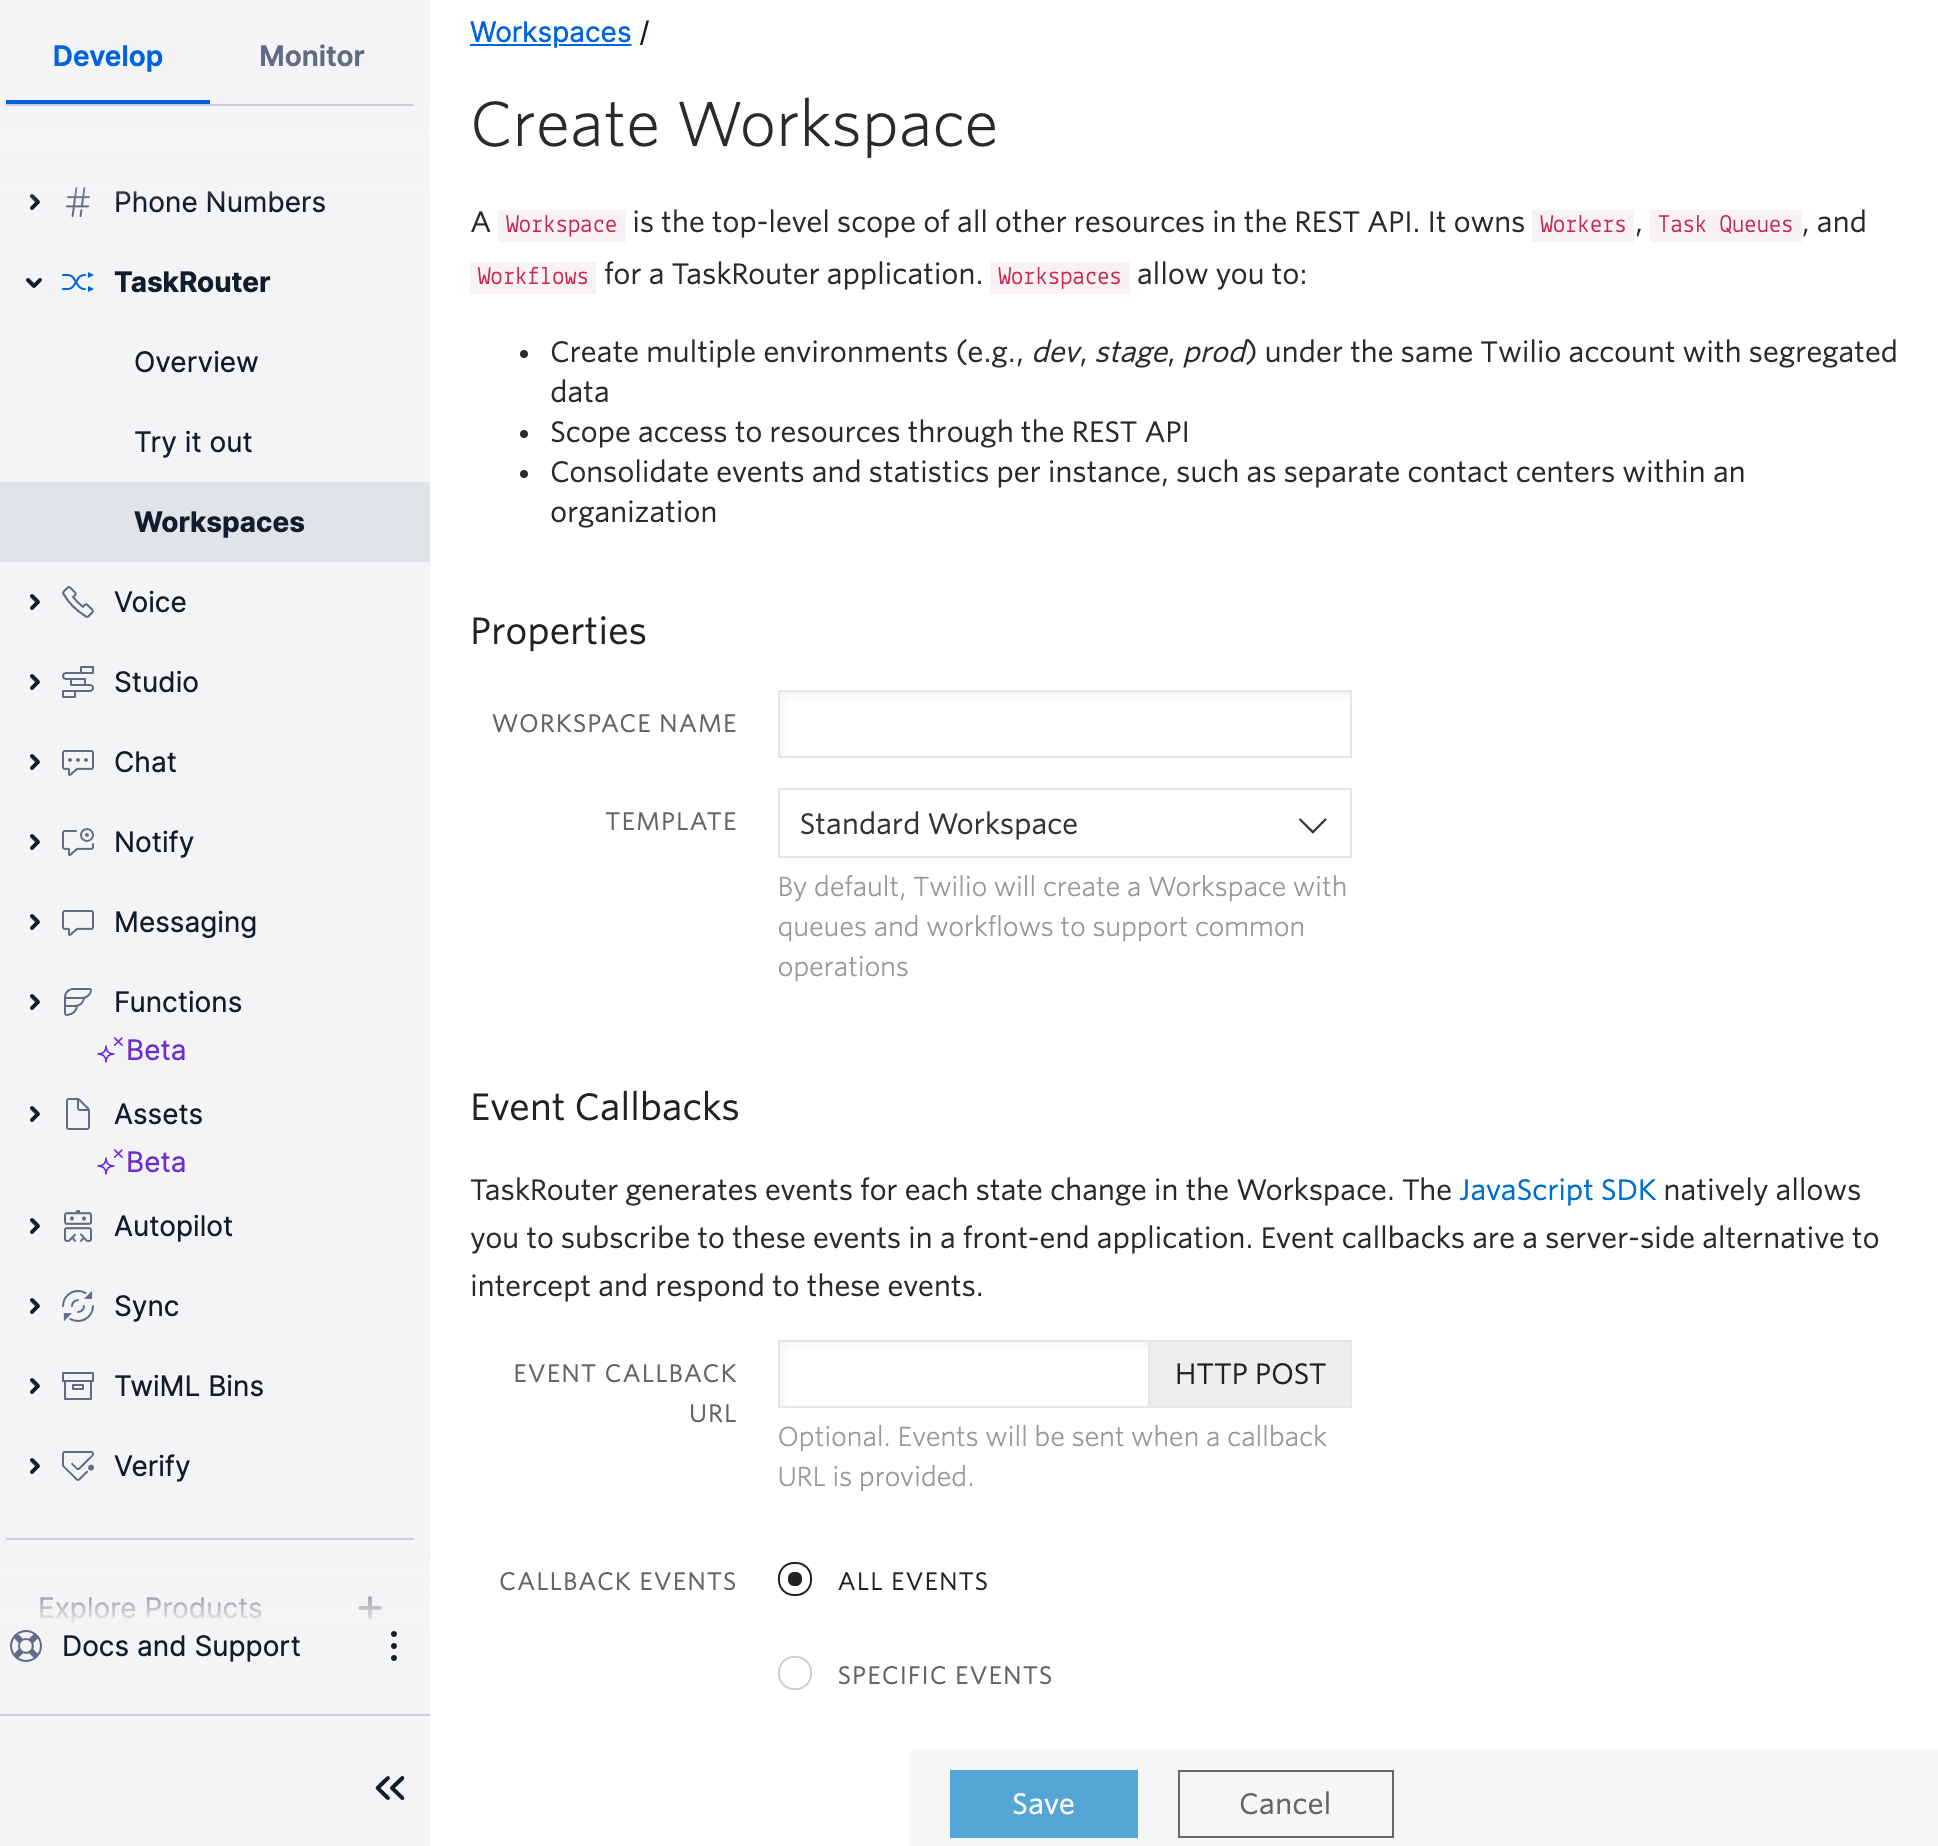 Develop
Monitor
# Phone Numbers
TaskRouter
Overview
Try it out
Workspaces
Voice
Studio
Chat
Notify
Messaging
Functions
Beta
Assets
Beta
Autopilot
Sync
TwiML Bins
Verify
Explore Products +
Docs and Support
Workspaces /
Create Workspace
A Workspace is the top-level scope of all other resources in the REST API. It owns Workers, Task Queues, and
Workflows for a TaskRouter application. Workspaces allow you to:
• Create multiple environments (e.g., dev, stage, prod) under the same Twilio account with segregated
data
• Scope access to resources through the REST API
• Consolidate events and statistics per instance, such as separate contact centers within an
organization
Properties
WORKSPACE NAME
TEMPLATE
Standard Workspace
By default, Twilio will create a Workspace with
queues and workflows to support common
operations
Event Callbacks
TaskRouter generates events for each state change in the Workspace. The JavaScript SDK natively allows
you to subscribe to these events in a front-end application. Event callbacks are a server-side alternative to
intercept and respond to these events.
EVENT CALLBACK
URL
HTTP POST
Optional. Events will be sent when a callback
URL is provided.
CALLBACK EVENTS
ALL EVENTS
SPECIFIC EVENTS
Save
Cancel